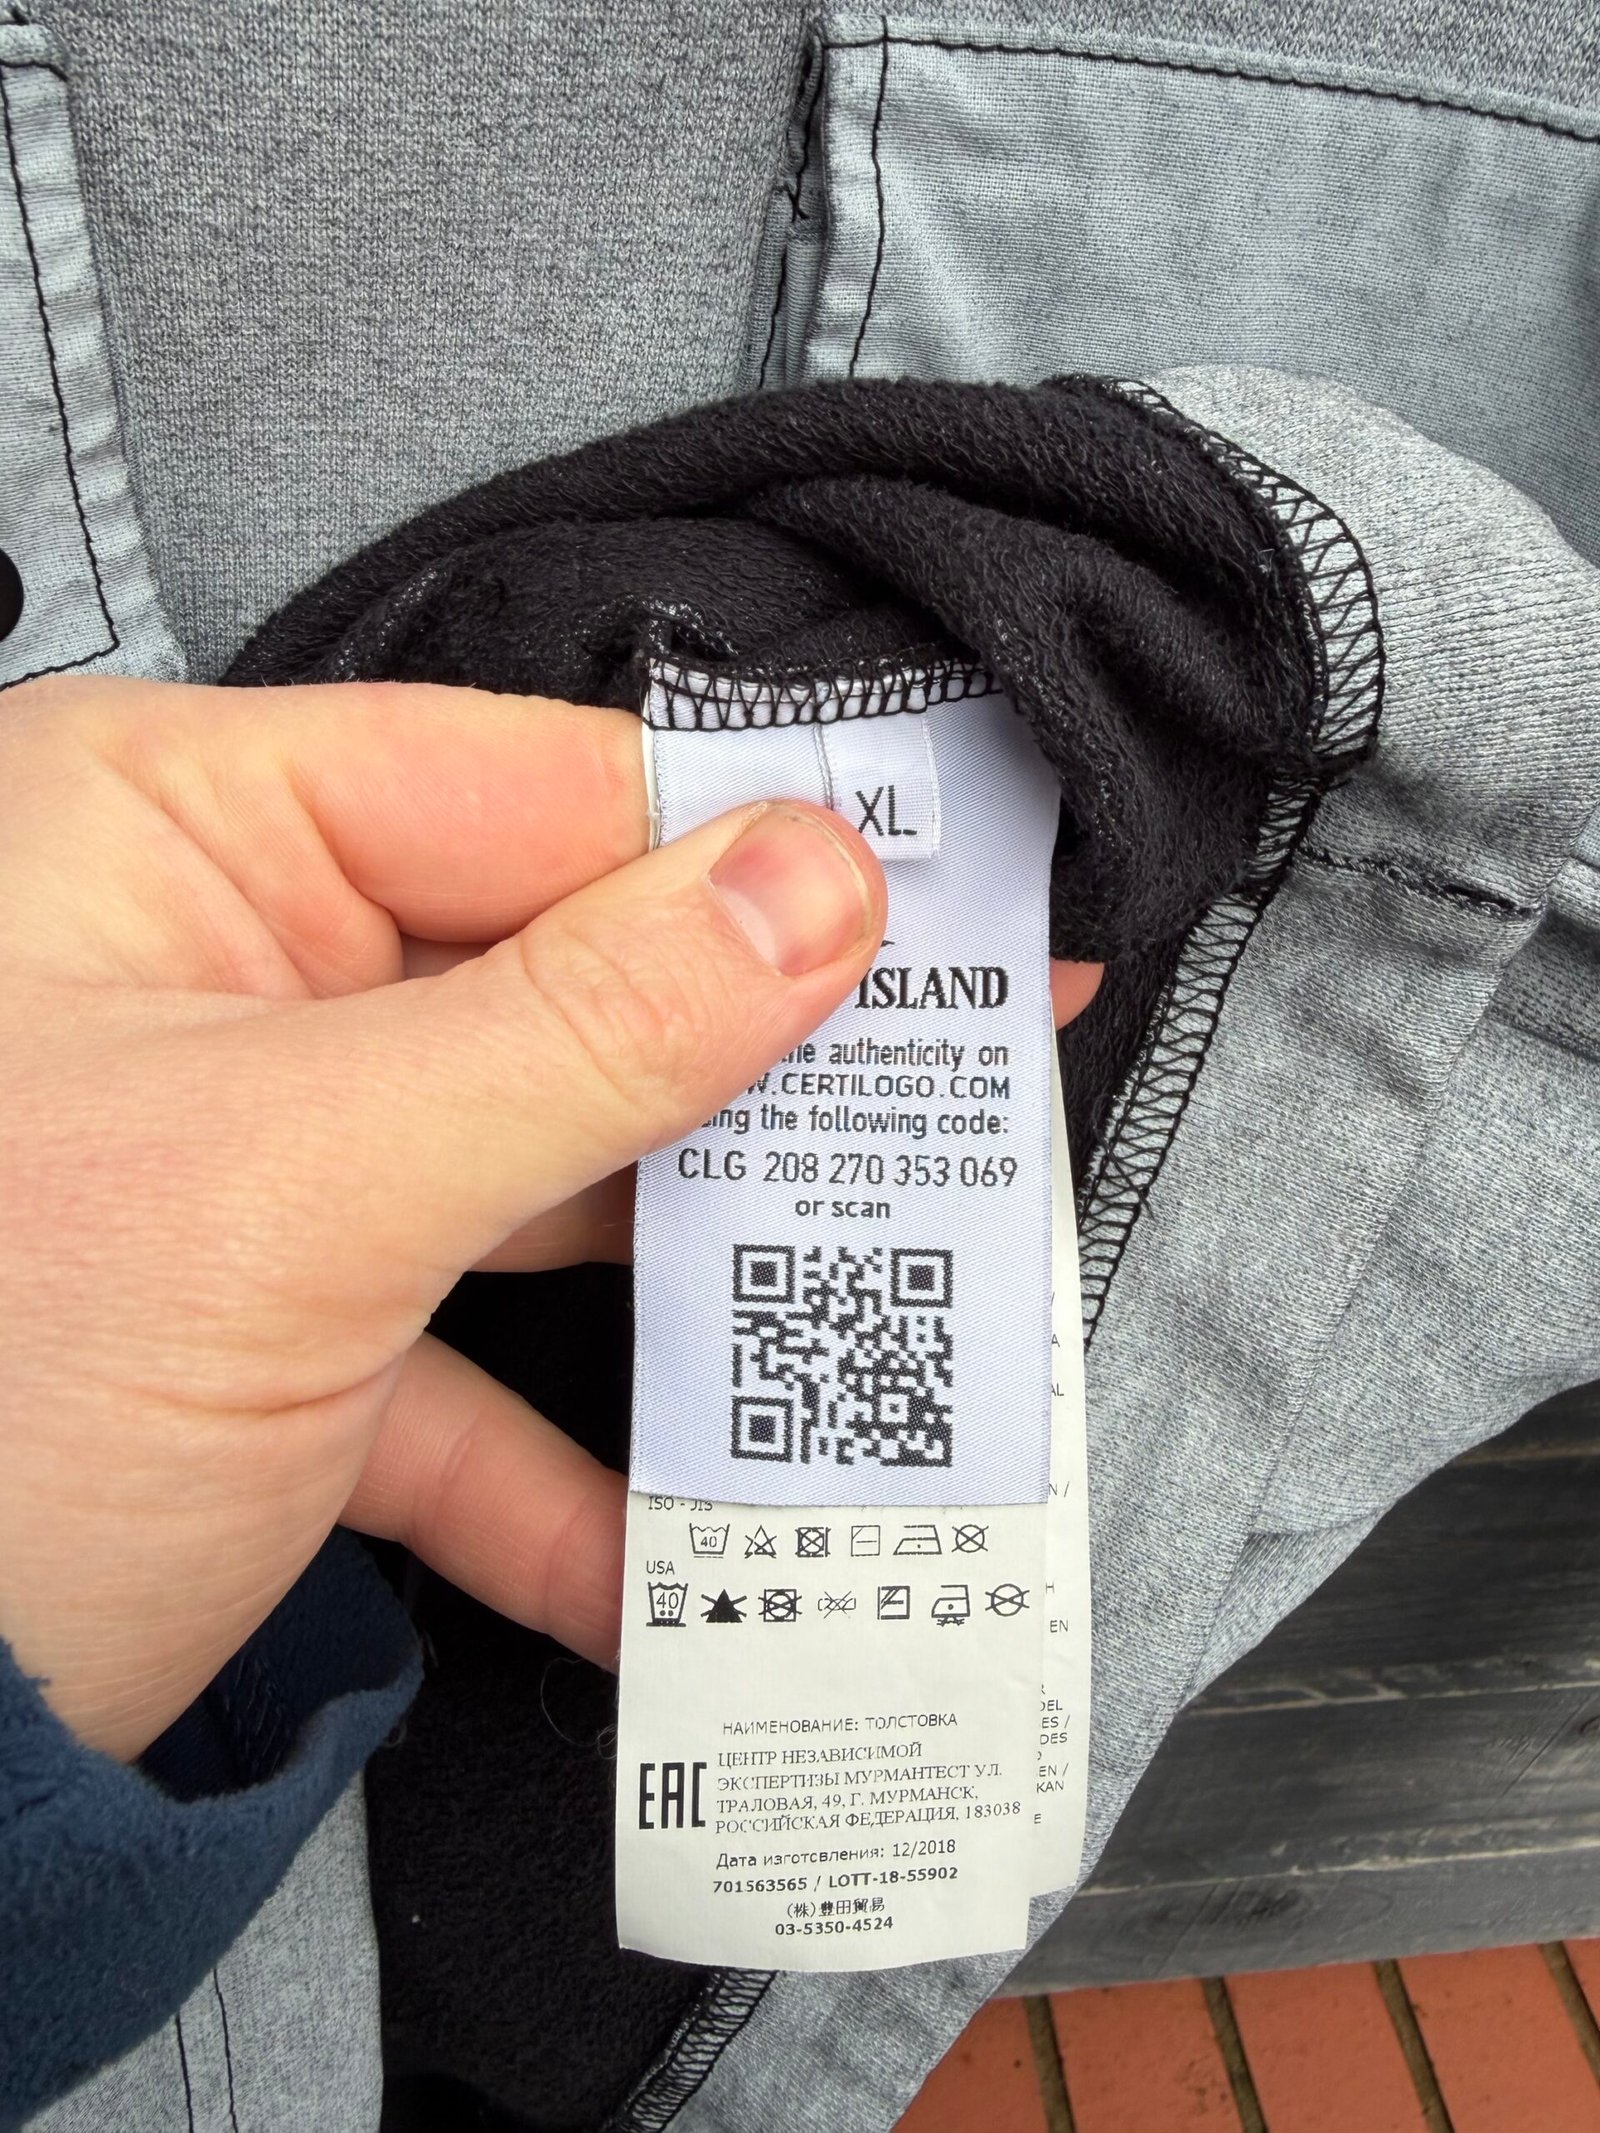 XL
ISLAND
authenticity on
.CERTILOGO.COM
the following code:
CLG 208 270 353 069
or scan
ISO - JIS
40
USA
40
НАИМЕНОВАНИЕ: ТОЛСТОВКА
EAC
ЦЕНТР НЕЗАВИСИМОЙ
ЭКСПЕРТИЗЫ МУРМАНТЕСТ УЛ.
ТРАЛОВАЯ, 49, Г. МУРМАНСК,
РОССИЙСКАЯ ФЕДЕРАЦИЯ, 183038
Дата изготовления: 12/2018
701563565 / LOTT-18-55902
(株)豊田貿易
03-5350-4524